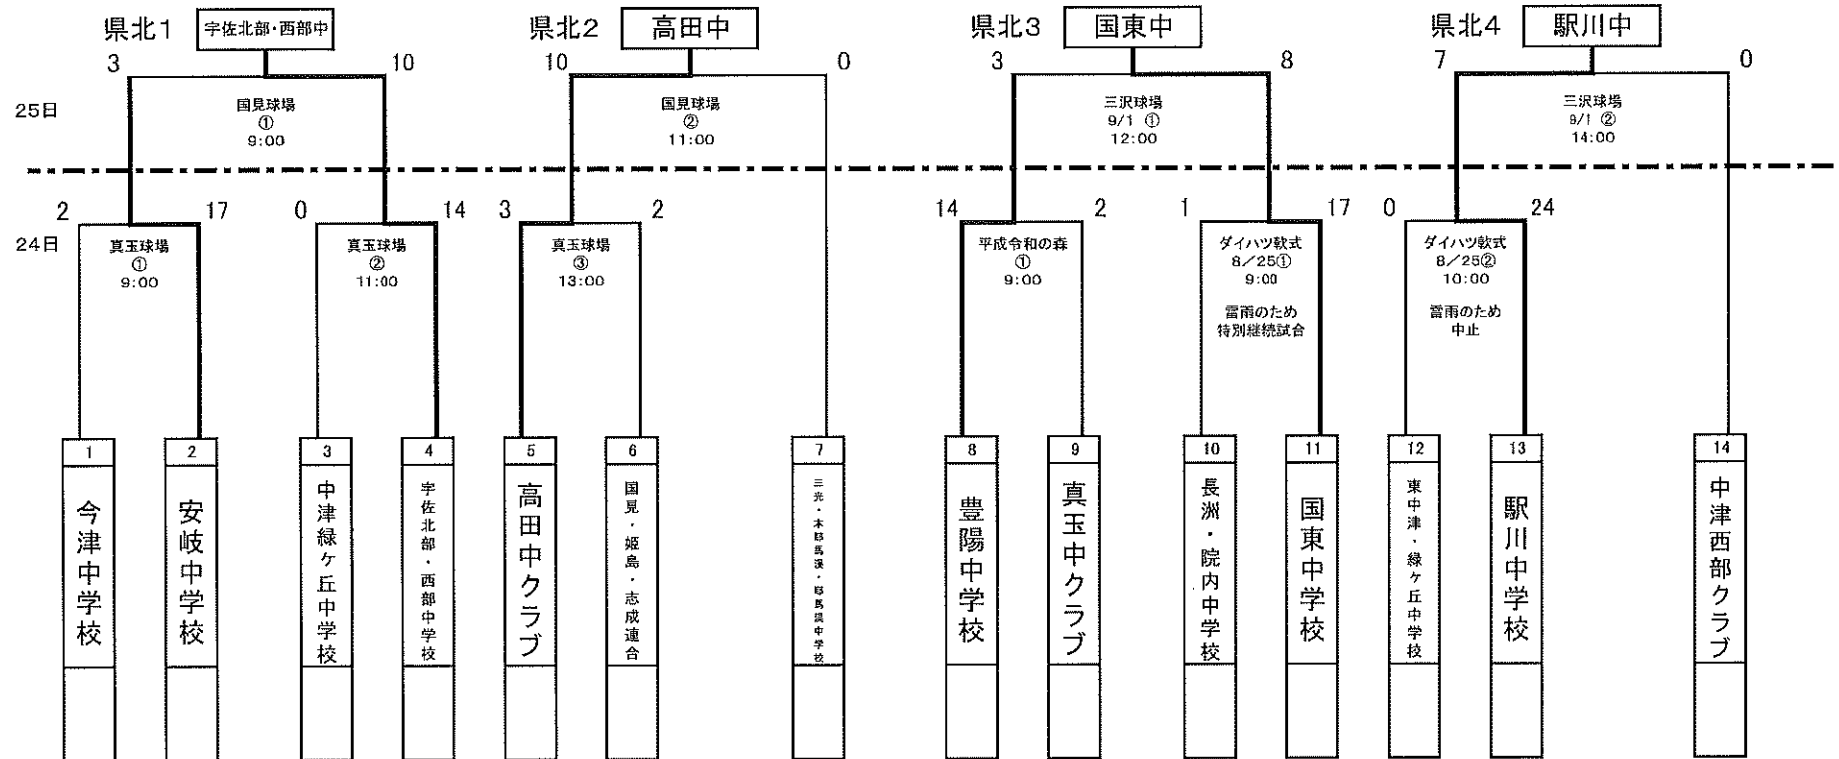 県北1 宇佐北部・西部中 県北2 高田中 県北3 国東中 県北4 駅川中
3 10 10 0 3 8 7 0
25日
国見球場
①
9:00
国見球場
②
11:00
三沢球場
9/1 ①
12:00
三沢球場
9/1 ②
14:00
2 17 0 14 3 2 14 2 1 17 0 24
24日
真玉球場
①
9:00
真玉球場
②
11:00
真玉球場
③
13:00
平成令和の森
①
9:00
ダイハツ軟式
8/25①
9:00
雷雨のため
特別継続試合
ダイハツ軟式
8/25②
10:00
雷雨のため
中止
1 2 3 4 5 6 7 8 9 10 11 12 13 14
今津中学校
安岐中学校
中津緑ケ丘中学校
宇佐北部・西部中学校
高田中クラブ
国見・姫島・志成連合
三光・本耶馬渓・耶馬渓中学校
豊陽中学校
真玉中クラブ
長洲・院内中学校
国東中学校
東中津・緑ケ丘中学校
駅川中学校
中津西部クラブ